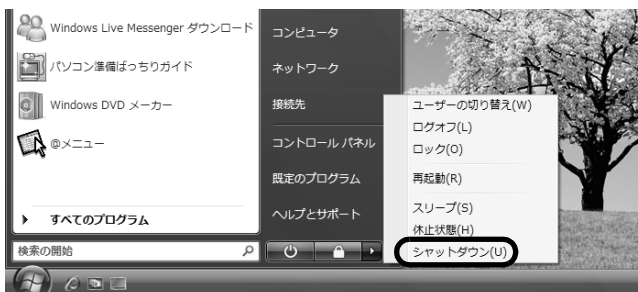 Windows Live Messenger ダウンロード
パソコン準備ばっちりガイド
Windows DVD メーカー
@メニュー
すべてのプログラム
検索の開始
コンピュータ
ネットワーク
接続先
コントロール パネル
既定のプログラム
ヘルプとサポート
ユーザーの切り替え(W)
ログオフ(L)
ロック(O)
再起動(R)
スリープ(S)
休止状態(H)
シャットダウン(U)